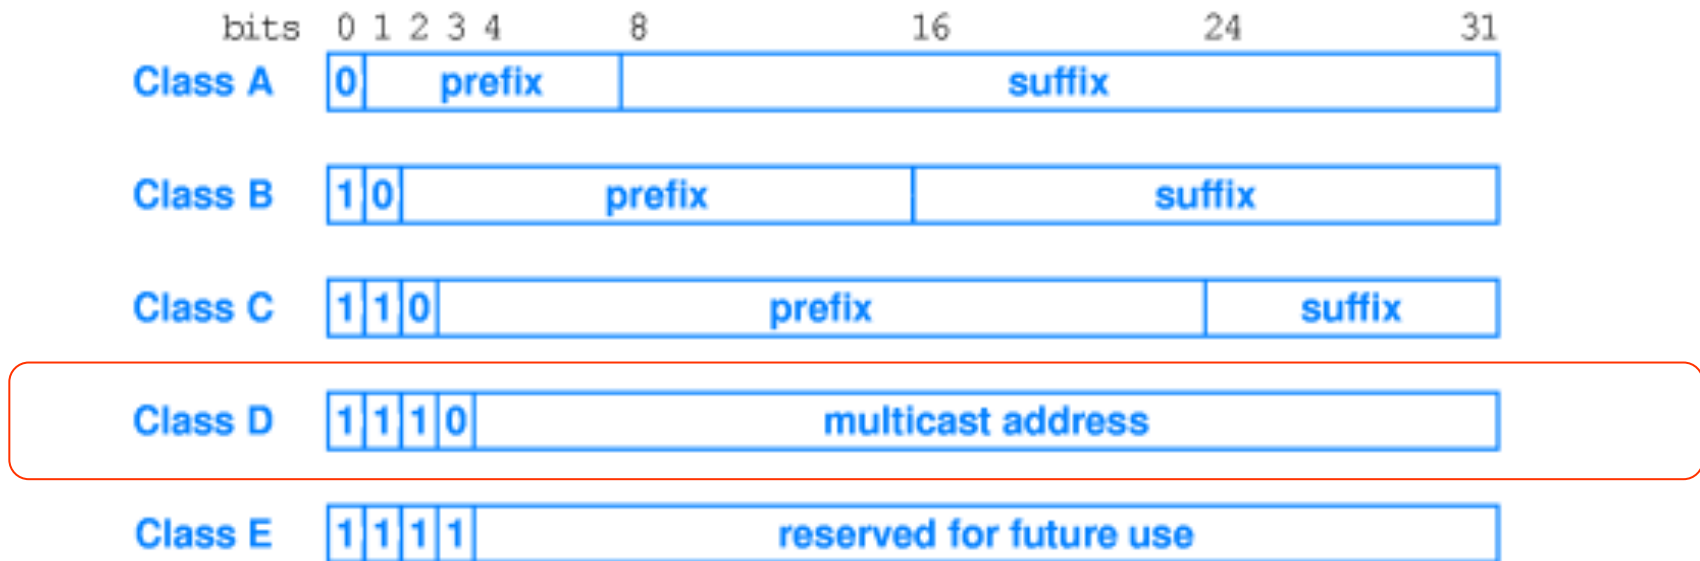 bits 0 1 2 3 4 8 16 24 31
Class A 0 prefix suffix
Class B 1 0 prefix suffix
Class C 1 1 0 prefix suffix
Class D 1 1 1 0 multicast address
Class E 1 1 1 1 reserved for future use